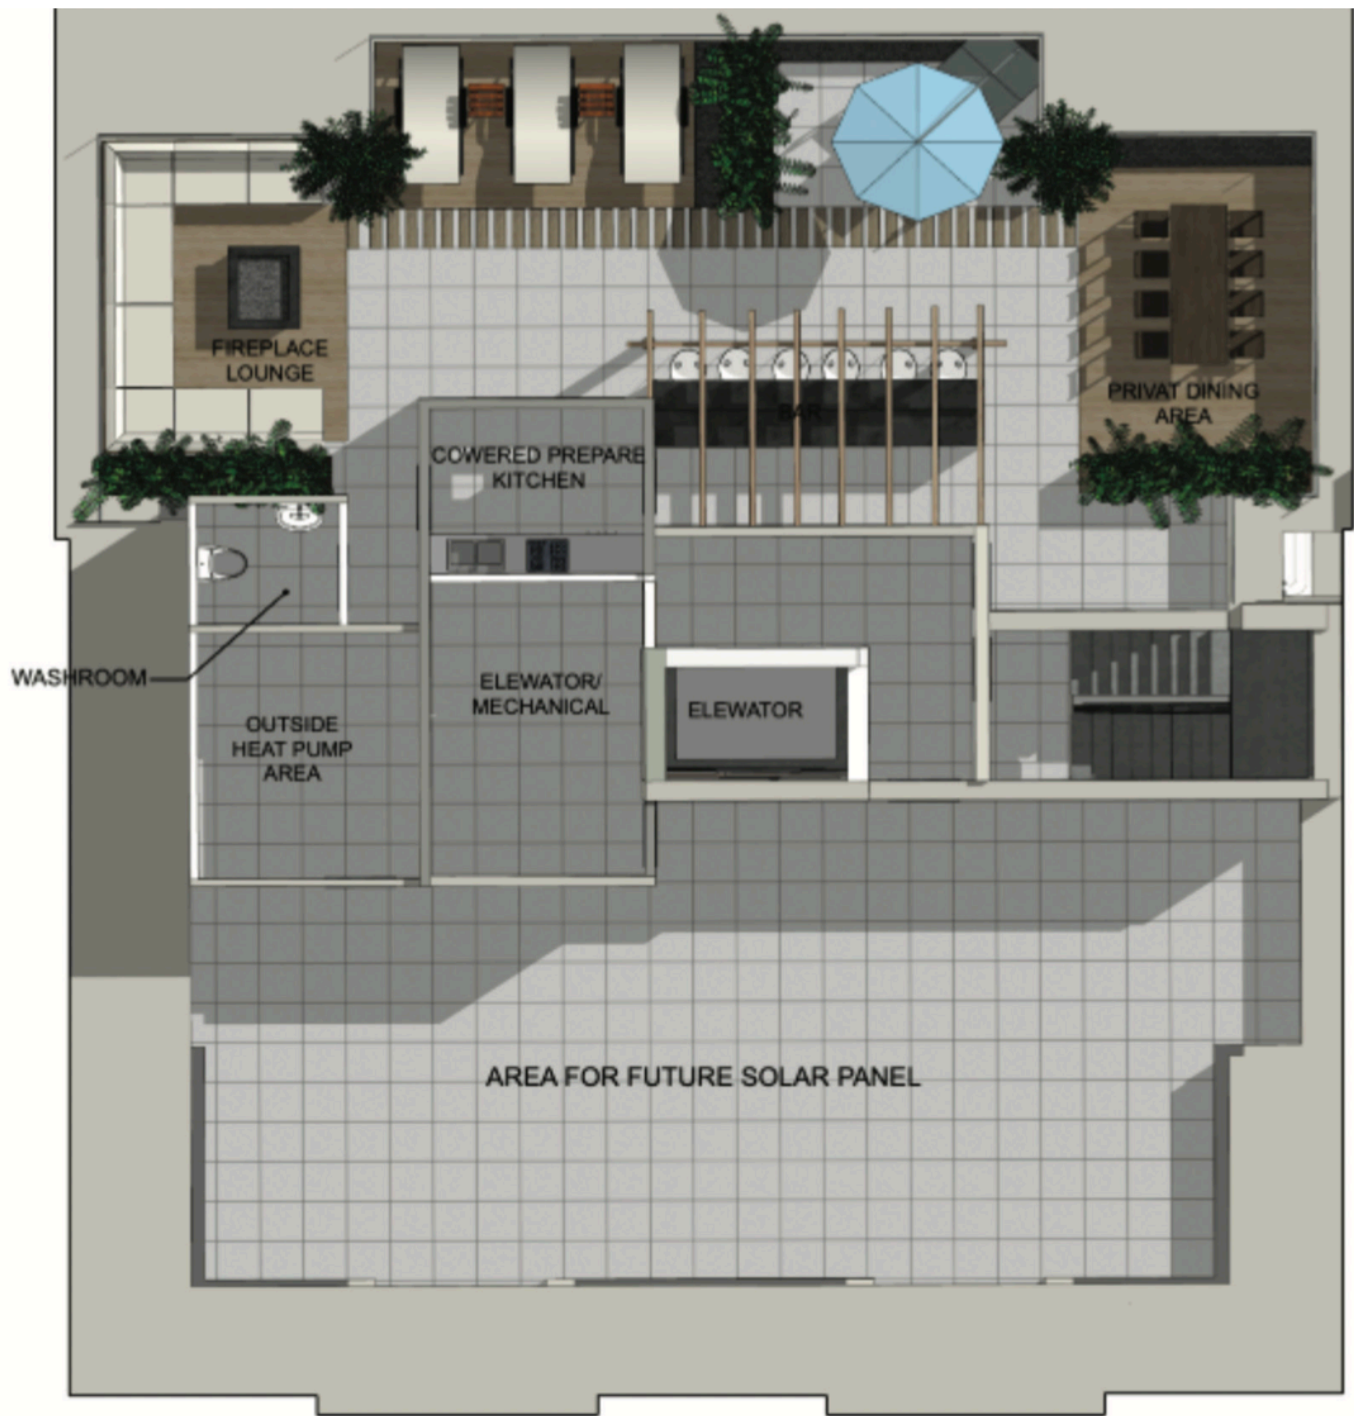 FIREPLACE
LOUNGE
BAR
PRIVAT DINING
AREA
COWERED PREPARE
KITCHEN
WASHROOM
ELEWATOR/
MECHANICAL
ELEWATOR
OUTSIDE
HEAT PUMP
AREA
AREA FOR FUTURE SOLAR PANEL